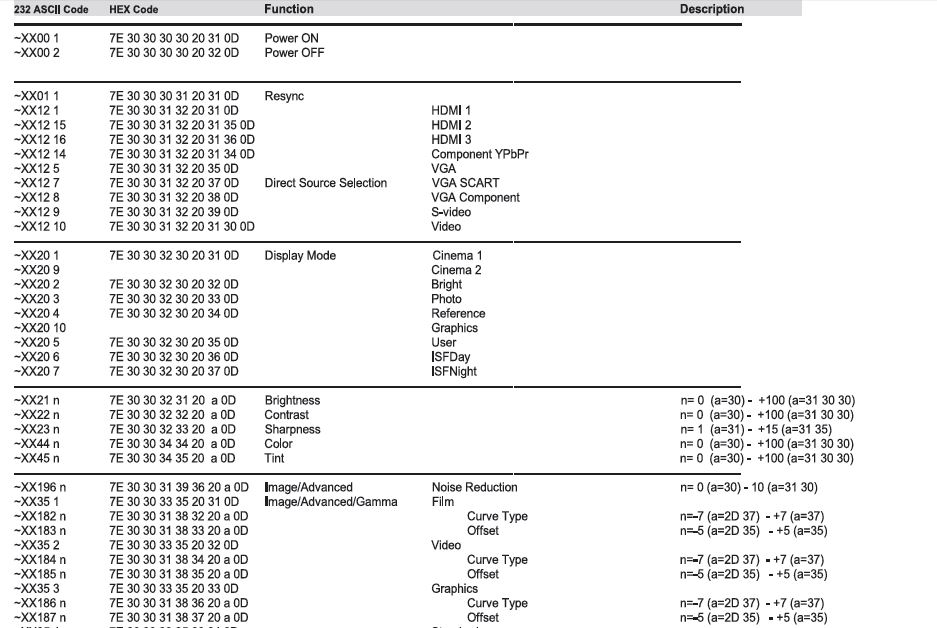 232 ASCII Code HEX Code Function Description
~XX00 1 7E 30 30 30 30 20 31 0D Power ON
~XX00 2 7E 30 30 30 30 20 32 0D Power OFF
~XX01 1 7E 30 30 30 31 20 31 0D Resync
~XX12 1 7E 30 30 31 32 20 31 0D HDMI 1
~XX12 15 7E 30 30 31 32 20 31 35 0D HDMI 2
~XX12 16 7E 30 30 31 32 20 31 36 0D HDMI 3
~XX12 14 7E 30 30 31 32 20 31 34 0D Component YPbPr
~XX12 5 7E 30 30 31 32 20 35 0D VGA
~XX12 7 7E 30 30 31 32 20 37 0D Direct Source Selection VGA SCART
~XX12 8 7E 30 30 31 32 20 38 0D VGA Component
~XX12 9 7E 30 30 31 32 20 39 0D S-video
~XX12 10 7E 30 30 31 32 20 31 30 0D Video
~XX20 1 7E 30 30 32 30 20 31 0D Display Mode Cinema 1
~XX20 9 Cinema 2
~XX20 2 7E 30 30 32 30 20 32 0D Bright
~XX20 3 7E 30 30 32 30 20 33 0D Photo
~XX20 4 7E 30 30 32 30 20 34 0D Reference
~XX20 10 Graphics
~XX20 5 7E 30 30 32 30 20 35 0D User
~XX20 6 7E 30 30 32 30 20 36 0D ISFDay
~XX20 7 7E 30 30 32 30 20 37 0D ISFNight
~XX21 n 7E 30 30 32 31 20 a 0D Brightness n= 0 (a=30) - +100 (a=31 30 30)
~XX22 n 7E 30 30 32 32 20 a 0D Contrast n= 0 (a=30) - +100 (a=31 30 30)
~XX23 n 7E 30 30 32 33 20 a 0D Sharpness n= 1 (a=31) - +15 (a=31 35)
~XX44 n 7E 30 30 34 34 20 a 0D Color n= 0 (a=30) - +100 (a=31 30 30)
~XX45 n 7E 30 30 34 35 20 a 0D Tint n= 0 (a=30) - +100 (a=31 30 30)
~XX196 n 7E 30 30 31 39 36 20 a 0D Image/Advanced Noise Reduction n= 0 (a=30) - 10 (a=31 30)
~XX35 1 7E 30 30 33 35 20 31 0D Image/Advanced/Gamma Film
~XX182 n 7E 30 30 31 38 32 20 a 0D Curve Type n=-7 (a=2D 37) - +7 (a=37)
~XX183 n 7E 30 30 31 38 33 20 a 0D Offset n=-5 (a=2D 35) - +5 (a=35)
~XX35 2 7E 30 30 33 35 20 32 0D Video
~XX184 n 7E 30 30 31 38 34 20 a 0D Curve Type n=-7 (a=2D 37) - +7 (a=37)
~XX185 n 7E 30 30 31 38 35 20 a 0D Offset n=-5 (a=2D 35) - +5 (a=35)
~XX35 3 7E 30 30 33 35 20 33 0D Graphics
~XX186 n 7E 30 30 31 38 36 20 a 0D Curve Type n=-7 (a=2D 37) - +7 (a=37)
~XX187 n 7E 30 30 31 38 37 20 a 0D Offset n=-5 (a=2D 35) - +5 (a=35)